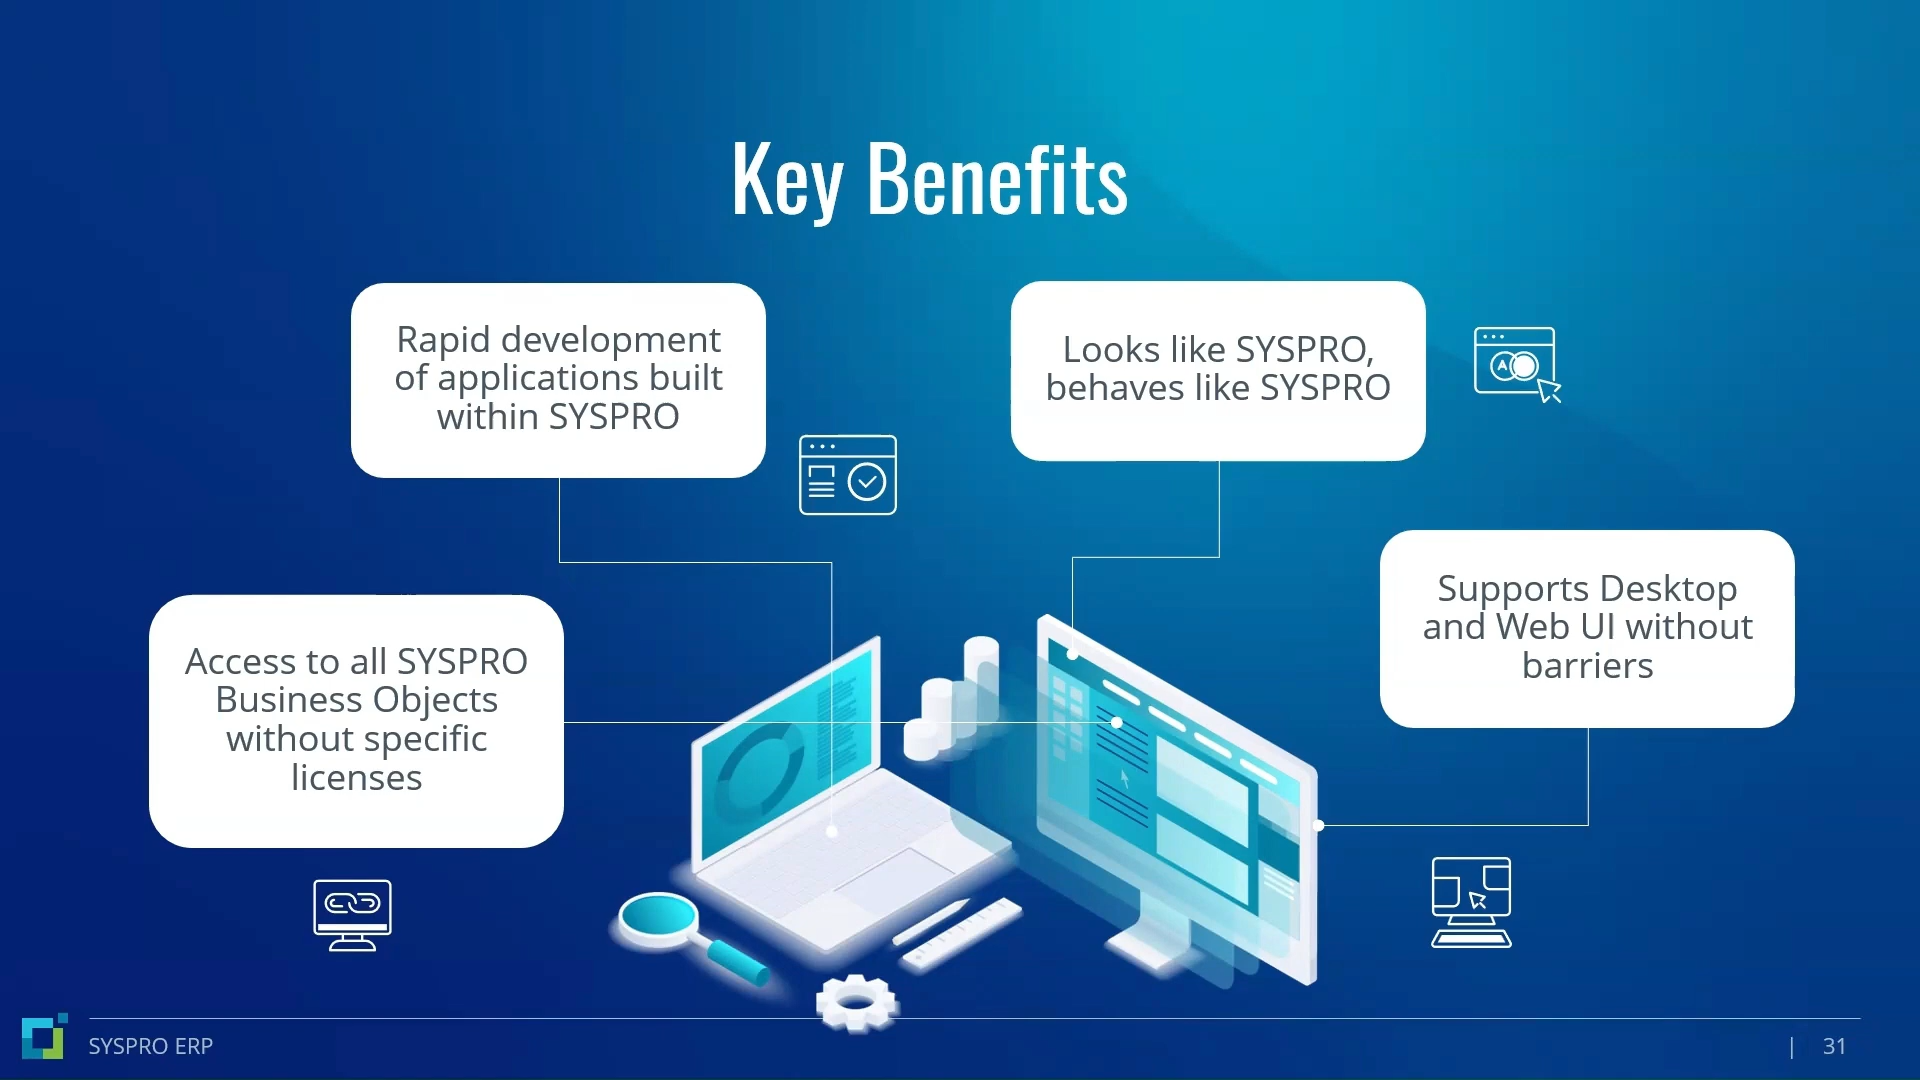 Key Benefits
Rapid development
of applications built
within SYSPRO
Looks like SYSPRO,
behaves like SYSPRO
A
Supports Desktop
and Web UI without
barriers
Access to all SYSPRO
Business Objects
without specific
licenses
SYSPRO ERP
| 31